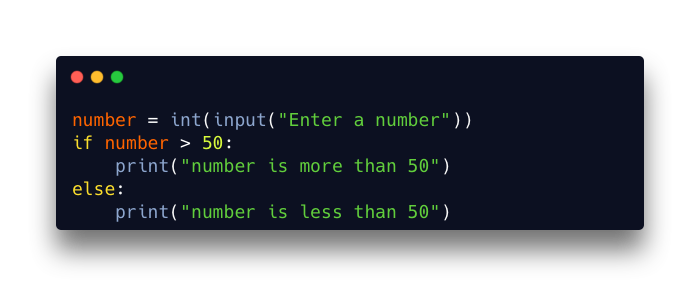 number = int(input("Enter a number"))
if number > 50:
    print("number is more than 50")
else:
    print("number is less than 50")